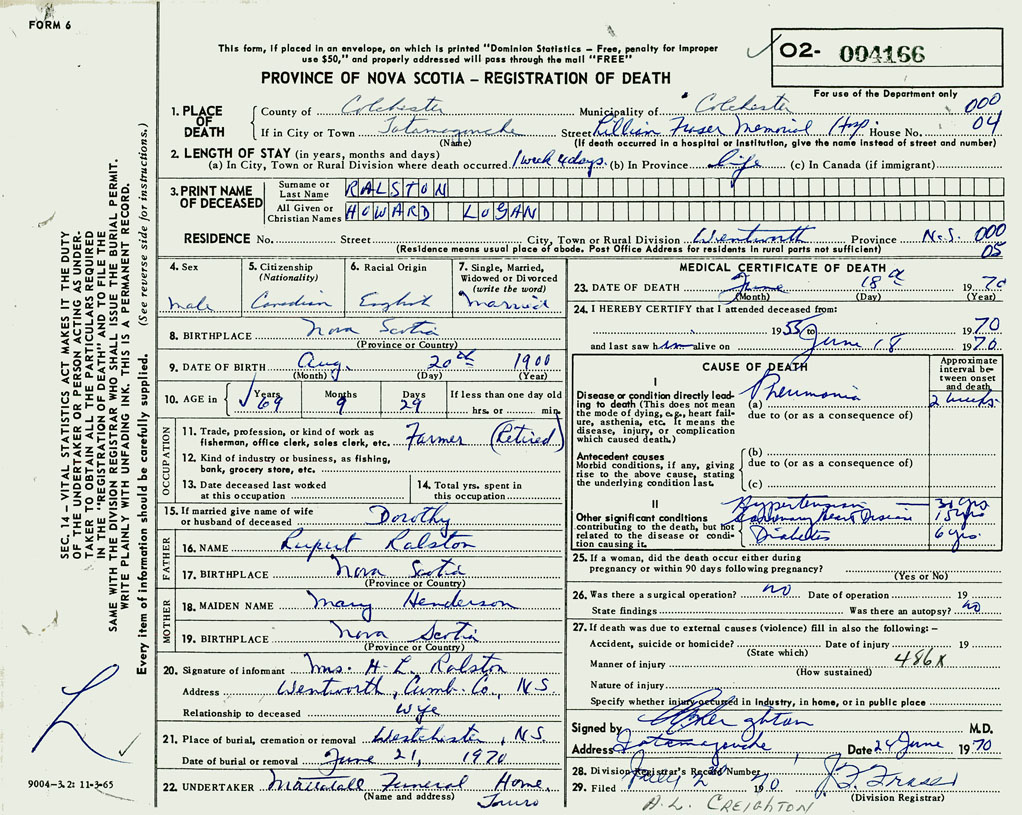 FORM 6
This form, if placed in an envelope, on which is printed "Dominion Statistics – Free, penalty for improper
use $50," and properly addressed will pass through the mail "FREE"
PROVINCE OF NOVA SCOTIA – REGISTRATION OF DEATH
02- 004166
For use of the Department only
1. PLACE OF DEATH
County of Colchester Municipality of Colchester 000
If in City or Town Tatamagouche Street Lillian Fraser Memorial Hosp House No. 04
(Name) (If death occurred in a hospital or institution, give the name instead of street and number)
2. LENGTH OF STAY (in years, months and days)
(a) In City, Town or Rural Division where death occurred 1 week 4 days. (b) In Province life (c) In Canada (if immigrant)
3. PRINT NAME OF DECEASED
Surname or Last Name RALSTON
All Given or Christian Names HOWARD LOGAN
RESIDENCE No. Street City, Town or Rural Division Wentworth Province N.S. 000
(Residence means usual place of abode. Post Office Address for residents in rural parts not sufficient) 05
4. Sex
male
5. Citizenship
(Nationality)
Canadian
6. Racial Origin
English
7. Single, Married,
Widowed or Divorced
(write the word)
Married
8. BIRTHPLACE Nova Scotia
(Province or Country)
9. DATE OF BIRTH Aug. 20th 1900
(Month) (Day) (Year)
10. AGE in Years Months Days If less than one day old
69 9 29 hrs. or min.
OCCUPATION
11. Trade, profession, or kind of work as
fisherman, office clerk, sales clerk, etc. Farmer (Retired)
12. Kind of industry or business, as fishing,
bank, grocery store, etc.
13. Date deceased last worked
at this occupation
14. Total yrs. spent in
this occupation
15. If married give name of wife
or husband of deceased Dorothy
FATHER
16. NAME Rupert Ralston
17. BIRTHPLACE Nova Scotia
(Province or Country)
MOTHER
18. MAIDEN NAME Mary Henderson
19. BIRTHPLACE Nova Scotia
(Province or Country)
20. Signature of informant Mrs. H. L. Ralston
Address Wentworth, Cumb. Co., N.S.
Relationship to deceased wife
21. Place of burial, cremation or removal Westchester, N.S.
Date of burial or removal June 21, 1970
22. UNDERTAKER Mattatall Funeral Home,
(Name and address) Truro
MEDICAL CERTIFICATE OF DEATH
23. DATE OF DEATH June 18 1970
(Month) (Day) (Year)
24. I HEREBY CERTIFY that I attended deceased from:
1955 to 1970
and last saw him alive on June 18 1970
CAUSE OF DEATH
Approximate
interval be-
tween onset
and death
I
Disease or condition directly lead-
ing to death (This does not mean
the mode of dying, e.g., heart fail-
ure, asthenia, etc. It means the
disease, injury, or complication
which caused death.)
(a) Pneumonia 2 weeks
due to (or as a consequence of)
Antecedent causes
Morbid conditions, if any, giving
rise to the above cause, stating
the underlying condition last.
(b)
due to (or as a consequence of)
(c)
II
Other significant conditions
contributing to the death, but not
related to the disease or condi-
tion causing it.
Hypertension 30 yrs
Coronary Heart Disease 15 yrs
Diabetes 6 yrs.
25. If a woman, did the death occur either during
pregnancy or within 90 days following pregnancy?
(Yes or No)
26. Was there a surgical operation? no Date of operation 19
State findings Was there an autopsy? no
27. If death was due to external causes (violence) fill in also the following: –
Accident, suicide or homicide? Date of injury 19
(State which)
Manner of injury 486X
(How sustained)
Nature of injury
Specify whether injury occurred in industry, in home, or in public place
Signed by Creighton M.D.
Address Tatamagouche Date 24 June 1970
28. Division Registrar's Record Number
29. Filed July 2 1970 J. F. Fraser
(Division Registrar)
A.L. CREIGHTON
SEC. 14 – VITAL STATISTICS ACT MAKES IT THE DUTY
OF THE UNDERTAKER OR PERSON ACTING AS UNDER-
TAKER TO OBTAIN ALL THE PARTICULARS REQUIRED
IN THE "REGISTRATION OF DEATH" AND TO FILE THE
SAME WITH THE DIVISION REGISTRAR WHO SHALL ISSUE THE BURIAL PERMIT.
WRITE PLAINLY WITH UNFADING INK. THIS IS A PERMANENT RECORD.
Every item of information should be carefully supplied. (See reverse side for instructions.)
9004-3.2: 11-3-65